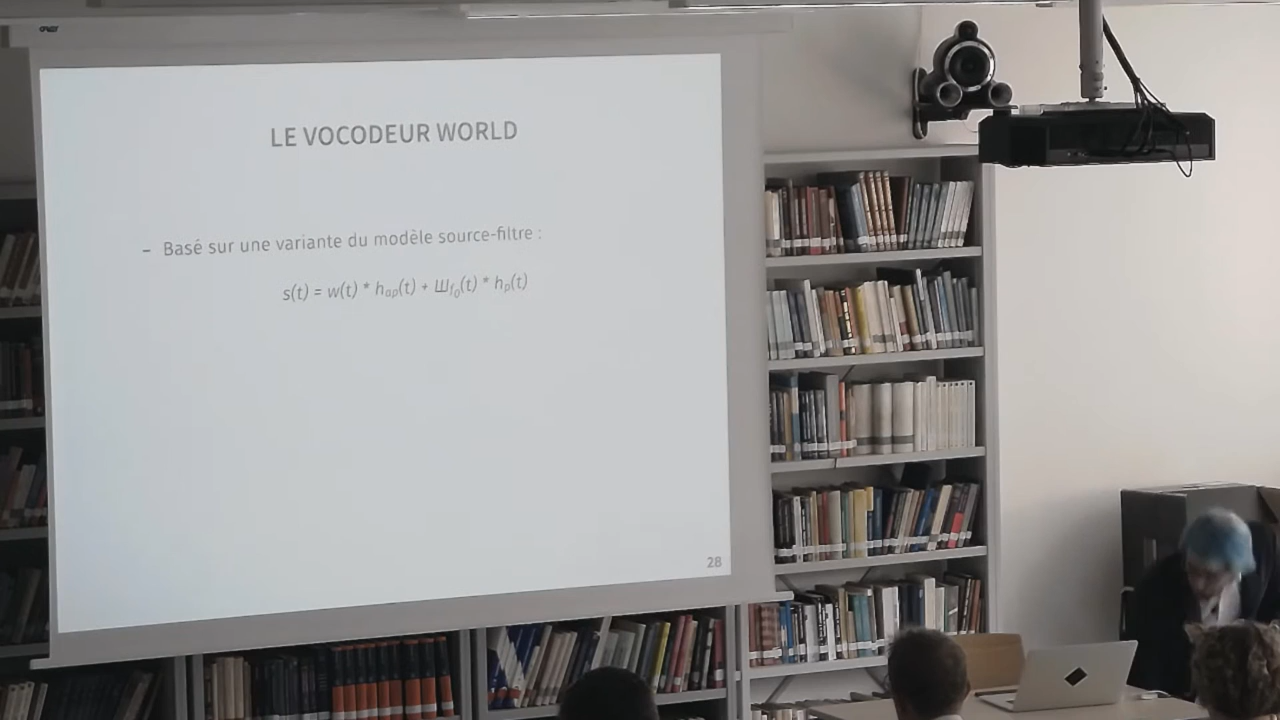 LE VOCODEUR WORLD
– Basé sur une variante du modèle source-filtre :
s(t) = w(t) * hap(t) + Шf0(t) * hp(t)
28